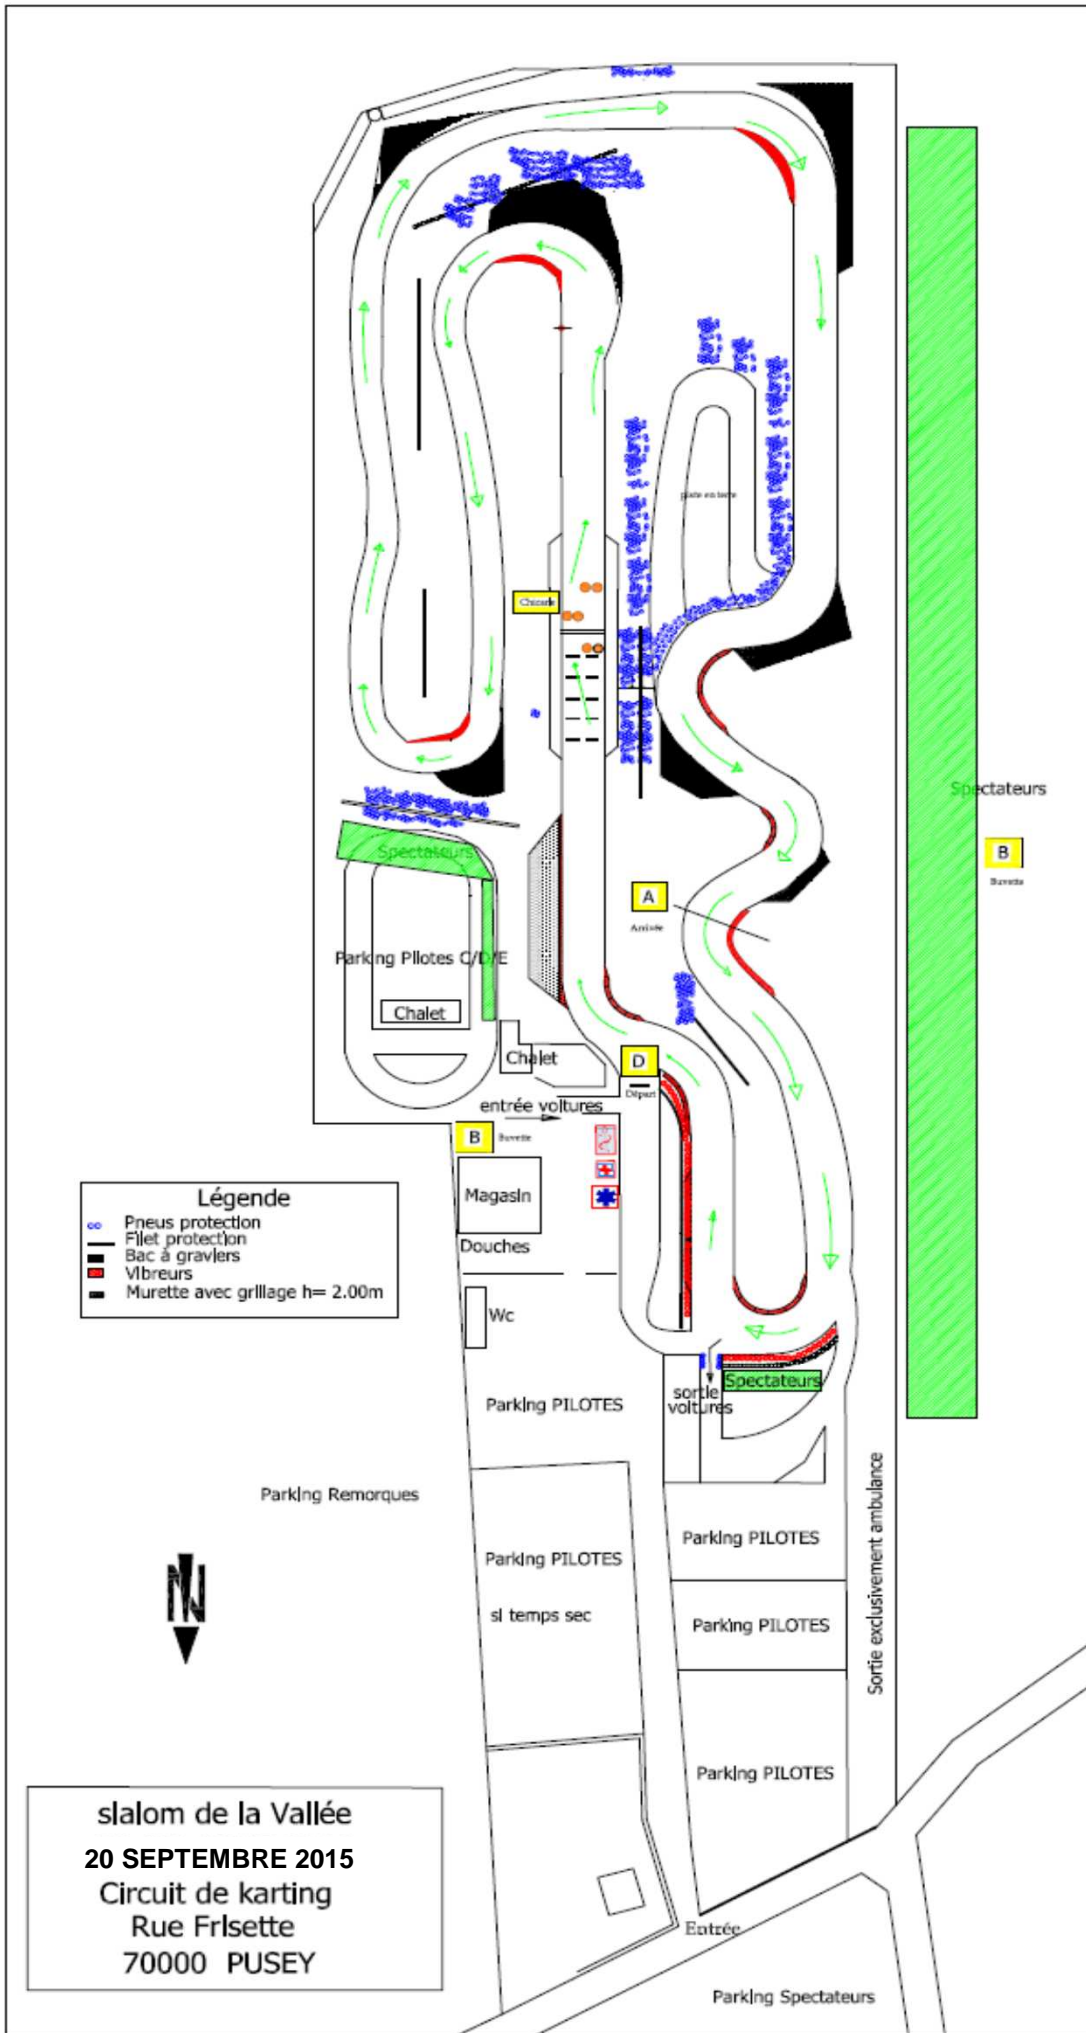 piste en terre
Chicane
Spectateurs
B
Buvette
Spectateurs
A
Arrivée
Parking Pilotes C/D/E
Chalet
Chalet
D
Départ
entrée voitures
B
Buvette
Magasin
Douches
Légende
Pneus protection
Filet protection
Bac à graviers
Vibreurs
Murette avec grillage h= 2.00m
Wc
Spectateurs
sortie
voitures
Parking PILOTES
Parking Remorques
Sortie exclusivement ambulance
Parking PILOTES
Parking PILOTES
si temps sec
Parking PILOTES
N
Parking PILOTES
slalom de la Vallée
20 SEPTEMBRE 2015
Circuit de karting
Rue Frisette
70000 PUSEY
Entrée
Parking Spectateurs